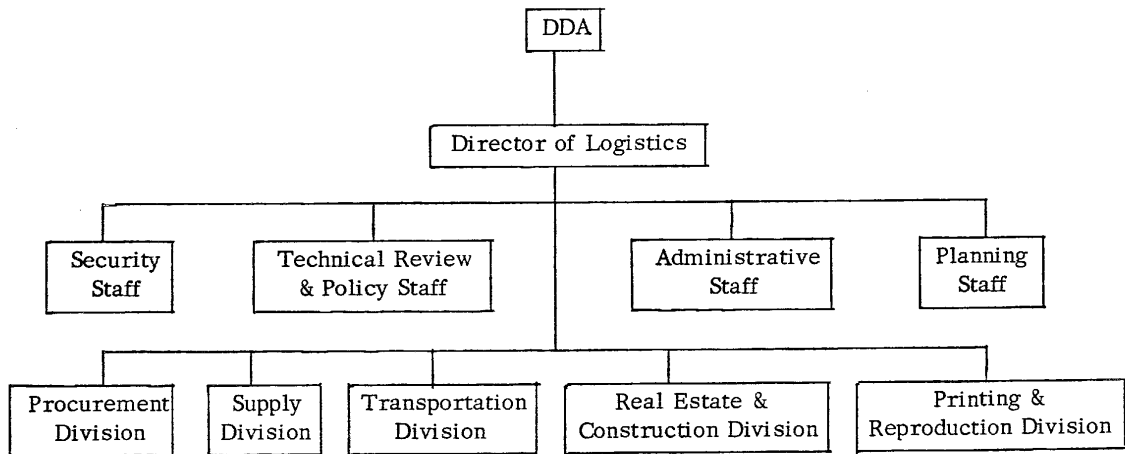 DDA
Director of Logistics
Security
Staff
Technical Review
& Policy Staff
Administrative
Staff
Planning
Staff
Procurement
Division
Supply
Division
Transportation
Division
Real Estate &
Construction Division
Printing &
Reproduction Division